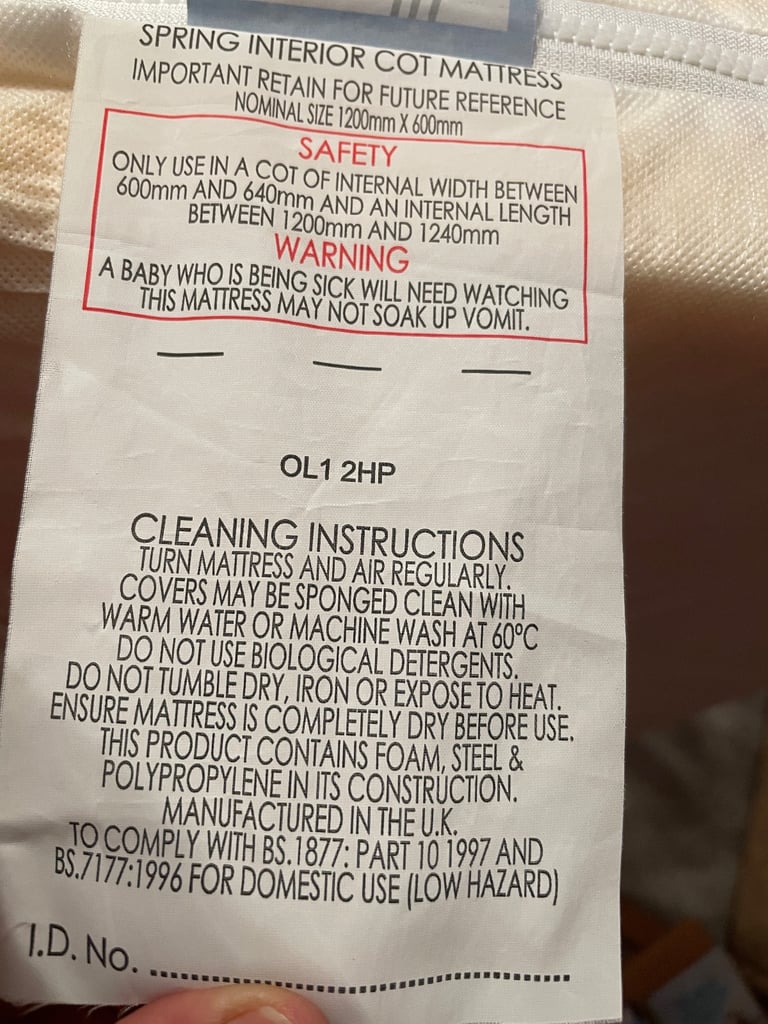 SPRING INTERIOR COT MATTRESS
IMPORTANT RETAIN FOR FUTURE REFERENCE
NOMINAL SIZE 1200mm X 600mm
SAFETY
ONLY USE IN A COT OF INTERNAL WIDTH BETWEEN
600mm AND 640mm AND AN INTERNAL LENGTH
BETWEEN 1200mm AND 1240mm
WARNING
A BABY WHO IS BEING SICK WILL NEED WATCHING
THIS MATTRESS MAY NOT SOAK UP VOMIT.
OL1 2HP
CLEANING INSTRUCTIONS
TURN MATTRESS AND AIR REGULARLY.
COVERS MAY BE SPONGED CLEAN WITH
WARM WATER OR MACHINE WASH AT 60ºC
DO NOT USE BIOLOGICAL DETERGENTS.
DO NOT TUMBLE DRY, IRON OR EXPOSE TO HEAT.
ENSURE MATTRESS IS COMPLETELY DRY BEFORE USE.
THIS PRODUCT CONTAINS FOAM, STEEL &
POLYPROPYLENE IN ITS CONSTRUCTION.
MANUFACTURED IN THE U.K.
TO COMPLY WITH BS.1877: PART 10 1997 AND
BS.7177:1996 FOR DOMESTIC USE (LOW HAZARD)
I.D. No. ........................................